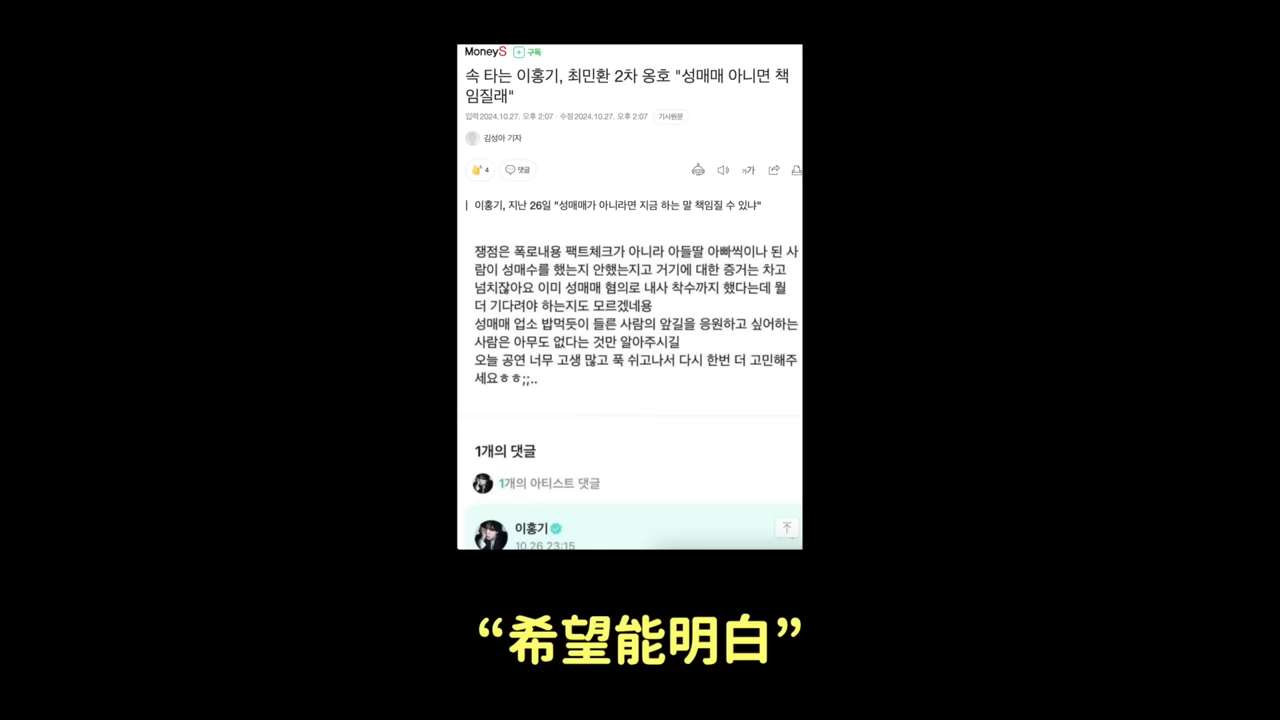 MoneyS 구독
속 타는 이홍기, 최민환 2차 옹호 "성매매 아니면 책
임질래"
입력 2024.10.27. 오후 2:07 · 수정 2024.10.27. 오후 2:07 기사원문
김성아 기자
4 댓글
가가
이홍기, 지난 26일 "성매매가 아니라면 지금 하는 말 책임질 수 있냐"
쟁점은 폭로내용 팩트체크가 아니라 아들딸 아빠씩이나 된 사
람이 성매수를 했는지 안했는지고 거기에 대한 증거는 차고
넘치잖아요 이미 성매매 혐의로 내사 착수까지 했다는데 뭘
더 기다려야 하는지도 모르겠네용
성매매 업소 밥먹듯이 들른 사람의 앞길을 응원하고 싶어하는
사람은 아무도 없다는 것만 알아주시길
오늘 공연 너무 고생 많고 푹 쉬고나서 다시 한번 더 고민해주
세요ㅎㅎ;;..
1개의 댓글
1개의 아티스트 댓글
이홍기
10.26 23:15
“希望能明白”